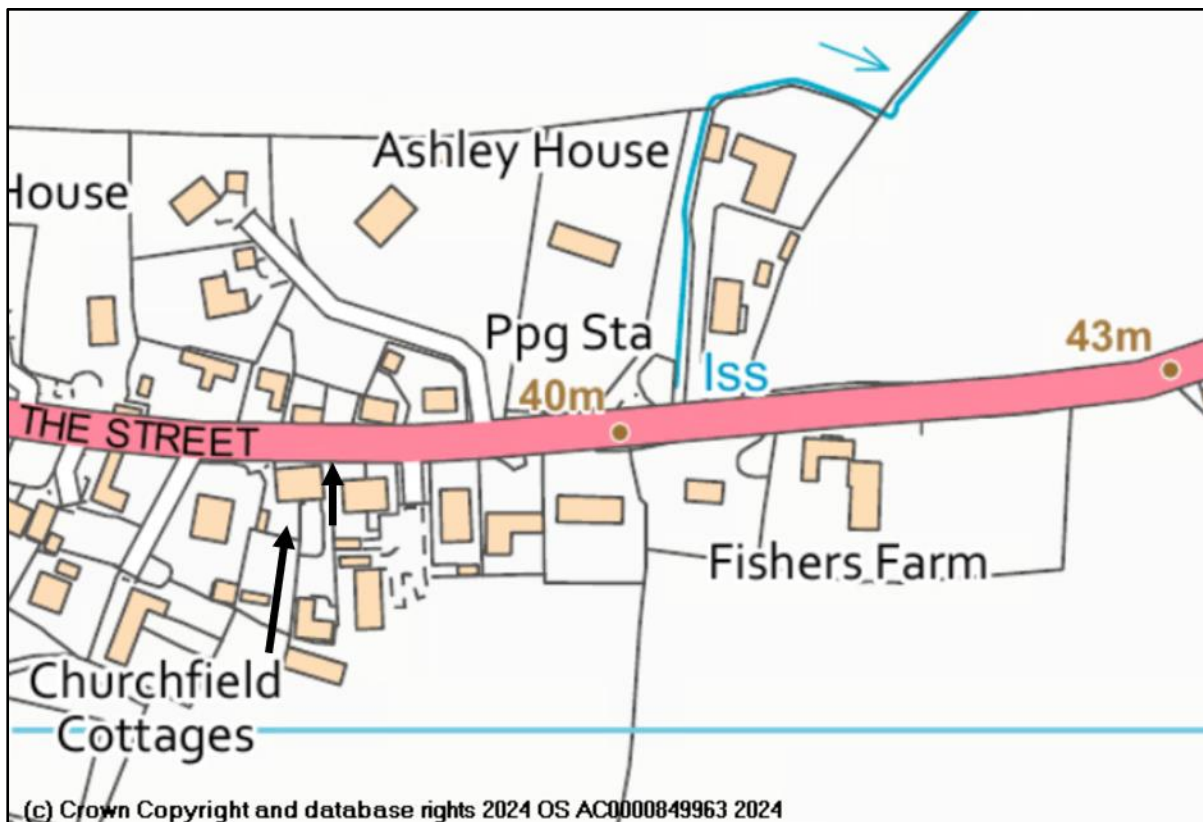 Ashley House
House
Ppg Sta
Iss
43m
40m
THE STREET
Fishers Farm
Churchfield
Cottages
(c) Crown Copyright and database rights 2024 OS AC0000849963 2024